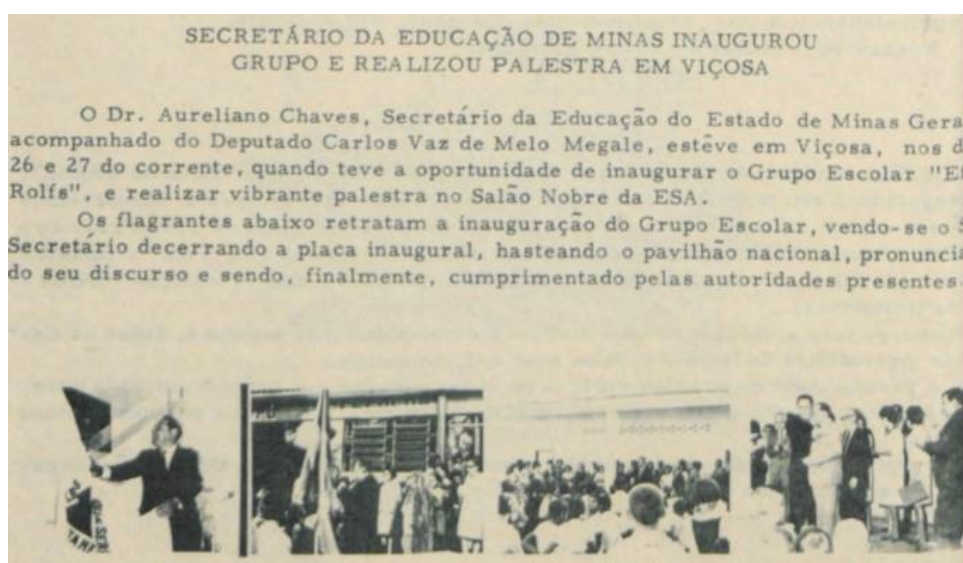 SECRETÁRIO DA EDUCAÇÃO DE MINAS INAUGUROU
GRUPO E REALIZOU PALESTRA EM VIÇOSA
O Dr. Aureliano Chaves, Secretário da Educação do Estado de Minas Gera
acompanhado do Deputado Carlos Vaz de Melo Megale, estêve em Viçosa, nos d
26 e 27 do corrente, quando teve a oportunidade de inaugurar o Grupo Escolar "Ef
Rolfs", e realizar vibrante palestra no Salão Nobre da ESA.
Os flagrantes abaixo retratam a inauguração do Grupo Escolar, vendo-se o S
Secretário decerrando a placa inaugural, hasteando o pavilhão nacional, pronuncia
do seu discurso e sendo, finalmente, cumprimentado pelas autoridades presentes.